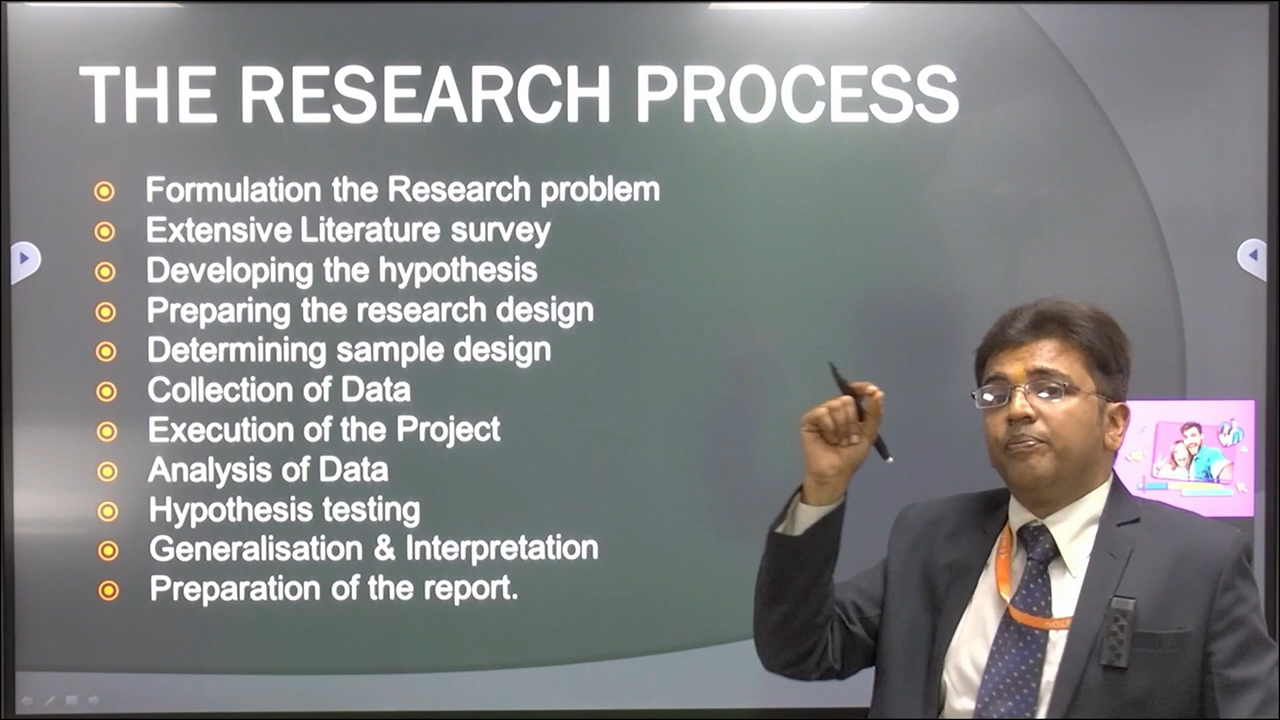 THE RESEARCH PROCESS
Formulation the Research problem
Extensive Literature survey
Developing the hypothesis
Preparing the research design
Determining sample design
Collection of Data
Execution of the Project
Analysis of Data
Hypothesis testing
Generalisation & Interpretation
Preparation of the report.